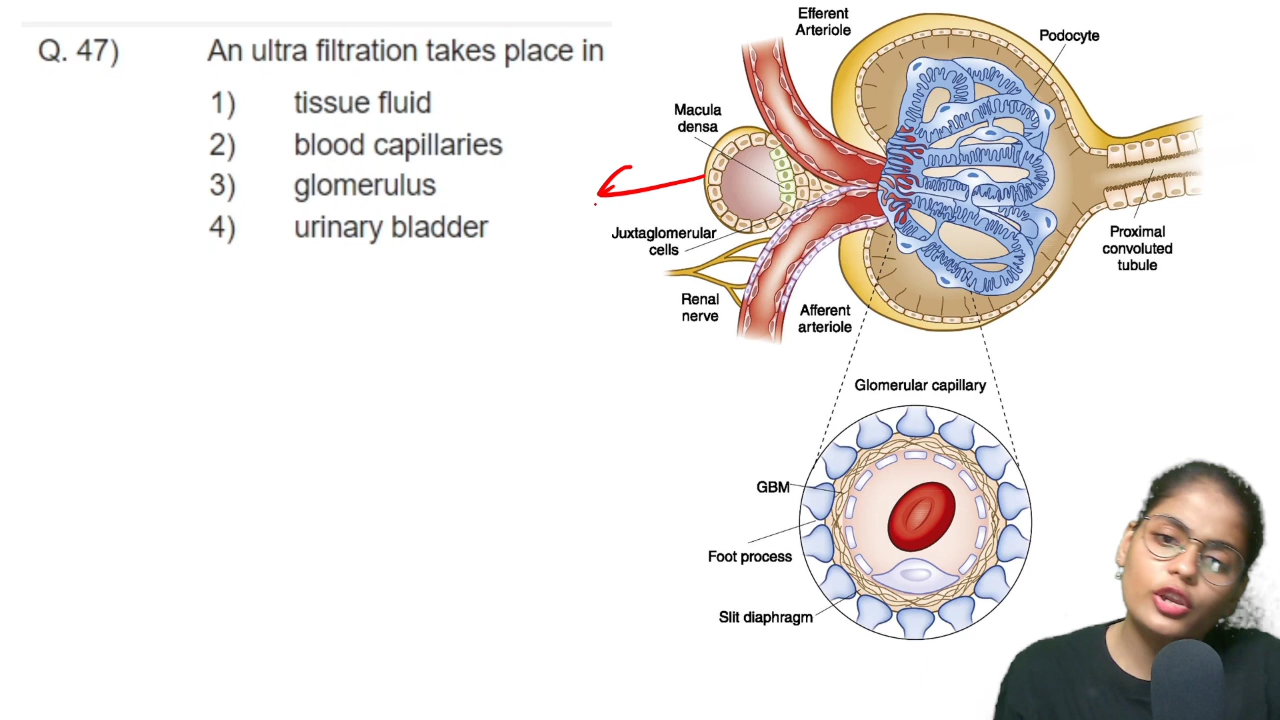 Q. 47) An ultra filtration takes place in
1) tissue fluid
2) blood capillaries
3) glomerulus
4) urinary bladder
Efferent
Arteriole
Podocyte
Macula
densa
Juxtaglomerular
cells
Renal
nerve
Afferent
arteriole
Proximal
convoluted
tubule
Glomerular capillary
GBM
Foot process
Slit diaphragm